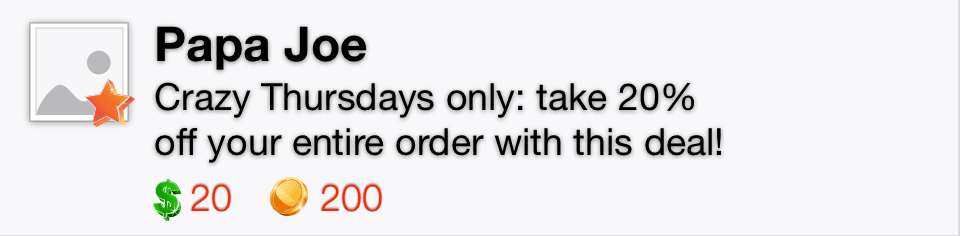 Papa Joe
Crazy Thursdays only: take 20%
off your entire order with this deal!
$ 20 200